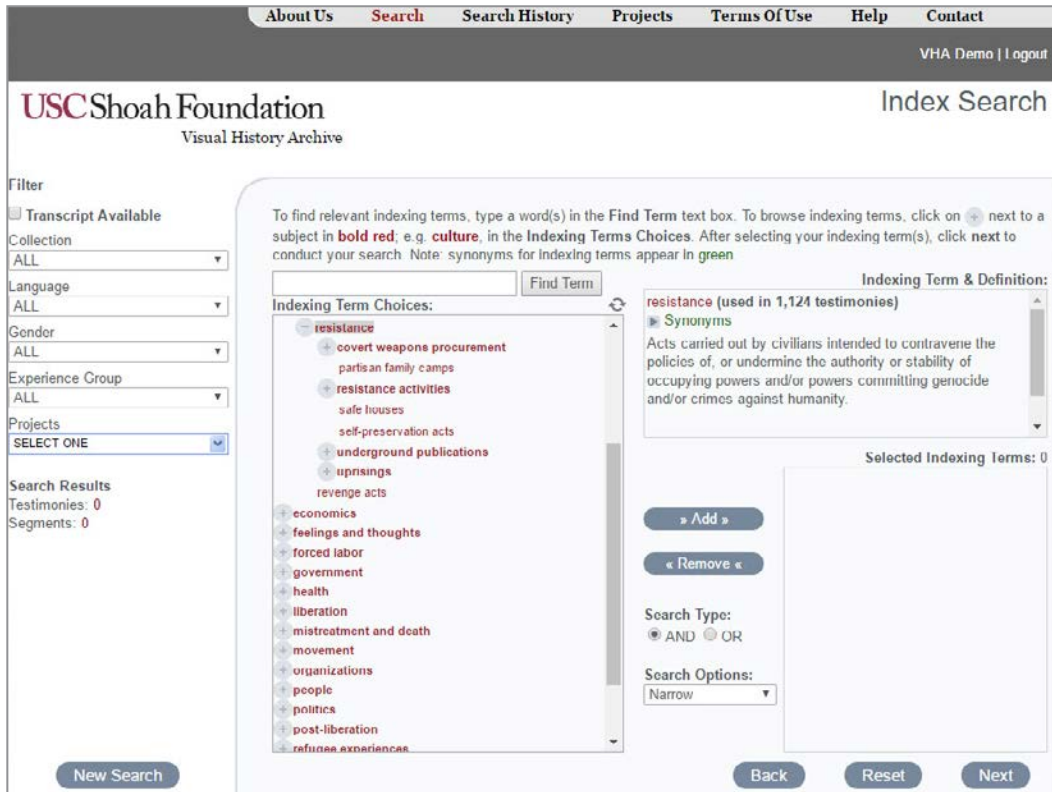 About Us Search Search History Projects Terms Of Use Help Contact
VHA Demo | Logout
USC Shoah Foundation
Visual History Archive
Index Search
Filter
Transcript Available
Collection
ALL
Language
ALL
Gender
ALL
Experience Group
ALL
Projects
SELECT ONE
Search Results
Testimonies: 0
Segments: 0
New Search
To find relevant indexing terms, type a word(s) in the Find Term text box. To browse indexing terms, click on + next to a
subject in bold red; e.g. culture, in the Indexing Terms Choices. After selecting your indexing term(s), click next to
conduct your search. Note: synonyms for indexing terms appear in green
Find Term
Indexing Term Choices:
resistance
covert weapons procurement
partisan family camps
resistance activities
safe houses
self-preservation acts
underground publications
uprisings
revenge acts
economics
feelings and thoughts
forced labor
government
health
liberation
mistreatment and death
movement
organizations
people
politics
post-liberation
refugee experiences
Indexing Term & Definition:
resistance (used in 1,124 testimonies)
Synonyms
Acts carried out by civilians intended to contravene the
policies of, or undermine the authority or stability of
occupying powers and/or powers committing genocide
and/or crimes against humanity.
Selected Indexing Terms: 0
» Add »
« Remove «
Search Type:
AND OR
Search Options:
Narrow
Back Reset Next